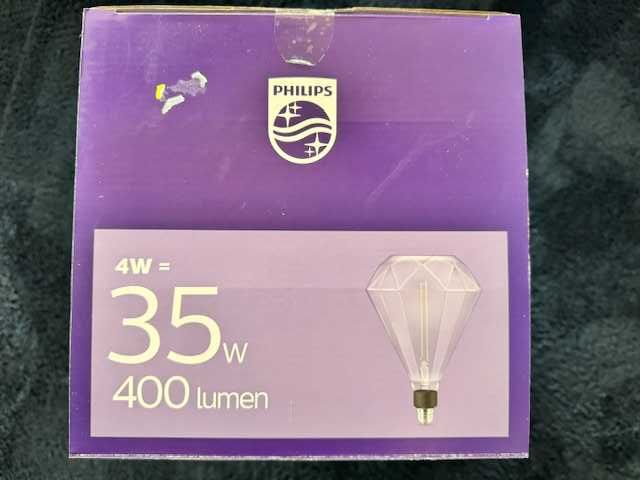 PHILIPS
4W =
35W
400 lumen